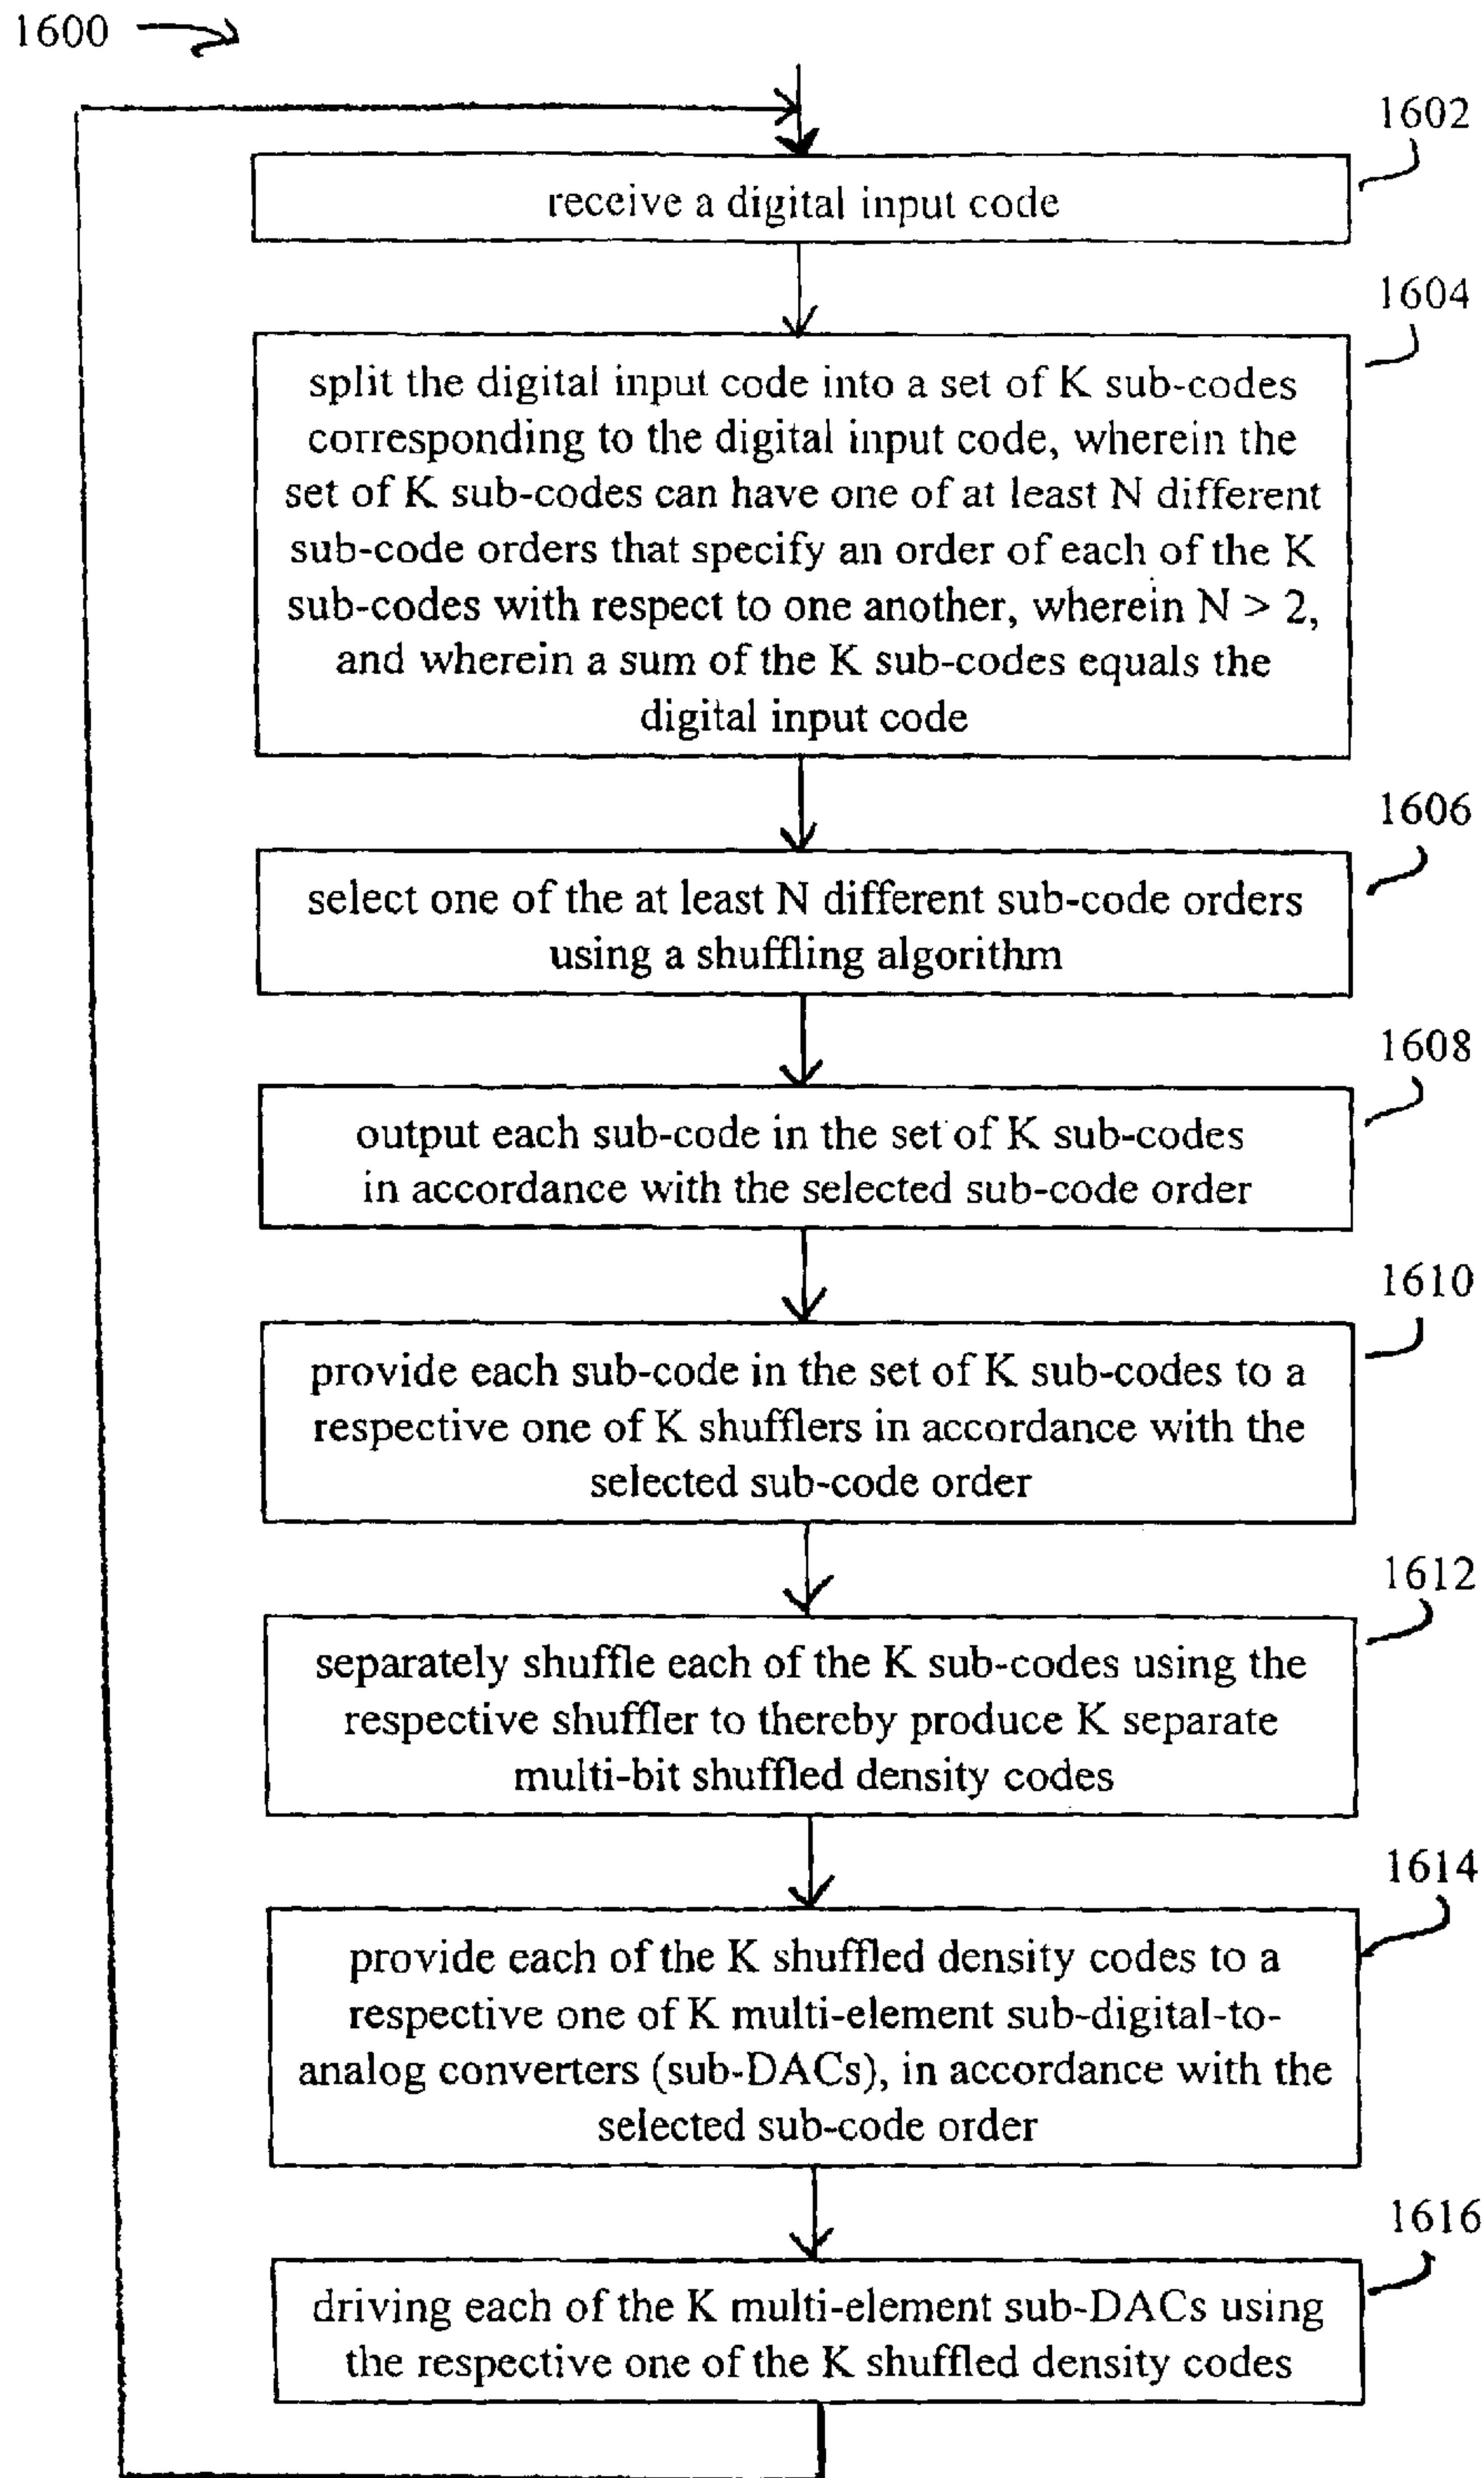 1600
1602
receive a digital input code
1604
split the digital input code into a set of K sub-codes
corresponding to the digital input code, wherein the
set of K sub-codes can have one of at least N different
sub-code orders that specify an order of each of the K
sub-codes with respect to one another, wherein N > 2,
and wherein a sum of the K sub-codes equals the
digital input code
1606
select one of the at least N different sub-code orders
using a shuffling algorithm
1608
output each sub-code in the set of K sub-codes
in accordance with the selected sub-code order
1610
provide each sub-code in the set of K sub-codes to a
respective one of K shufflers in accordance with the
selected sub-code order
1612
separately shuffle each of the K sub-codes using the
respective shuffler to thereby produce K separate
multi-bit shuffled density codes
1614
provide each of the K shuffled density codes to a
respective one of K multi-element sub-digital-to-
analog converters (sub-DACs), in accordance with the
selected sub-code order
1616
driving each of the K multi-element sub-DACs using
the respective one of the K shuffled density codes